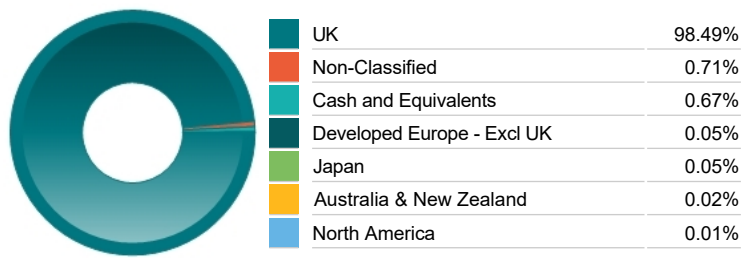 UK 98.49%
Non-Classified 0.71%
Cash and Equivalents 0.67%
Developed Europe - Excl UK 0.05%
Japan 0.05%
Australia & New Zealand 0.02%
North America 0.01%